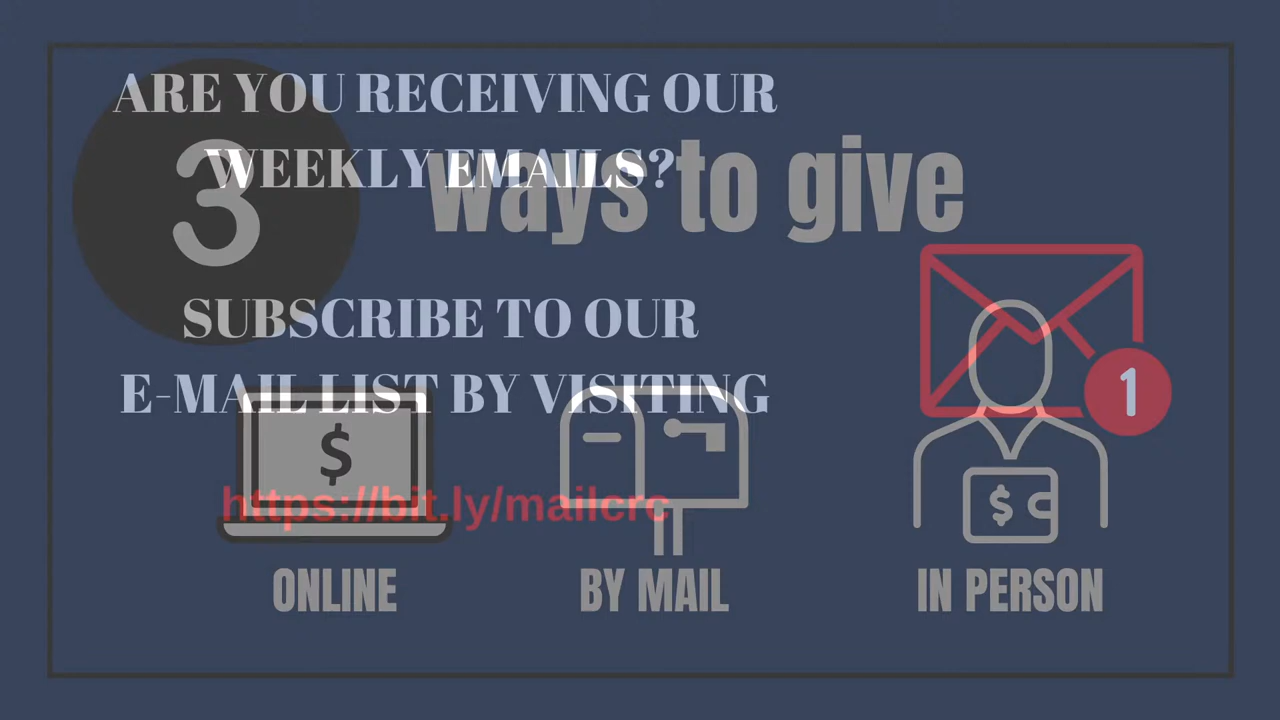 ARE YOU RECEIVING OUR
WEEKLY EMAILS?
3 ways to give
SUBSCRIBE TO OUR
E-MAIL LIST BY VISITING
1
$
https://bit.ly/mailcrc
$
ONLINE
BY MAIL
IN PERSON